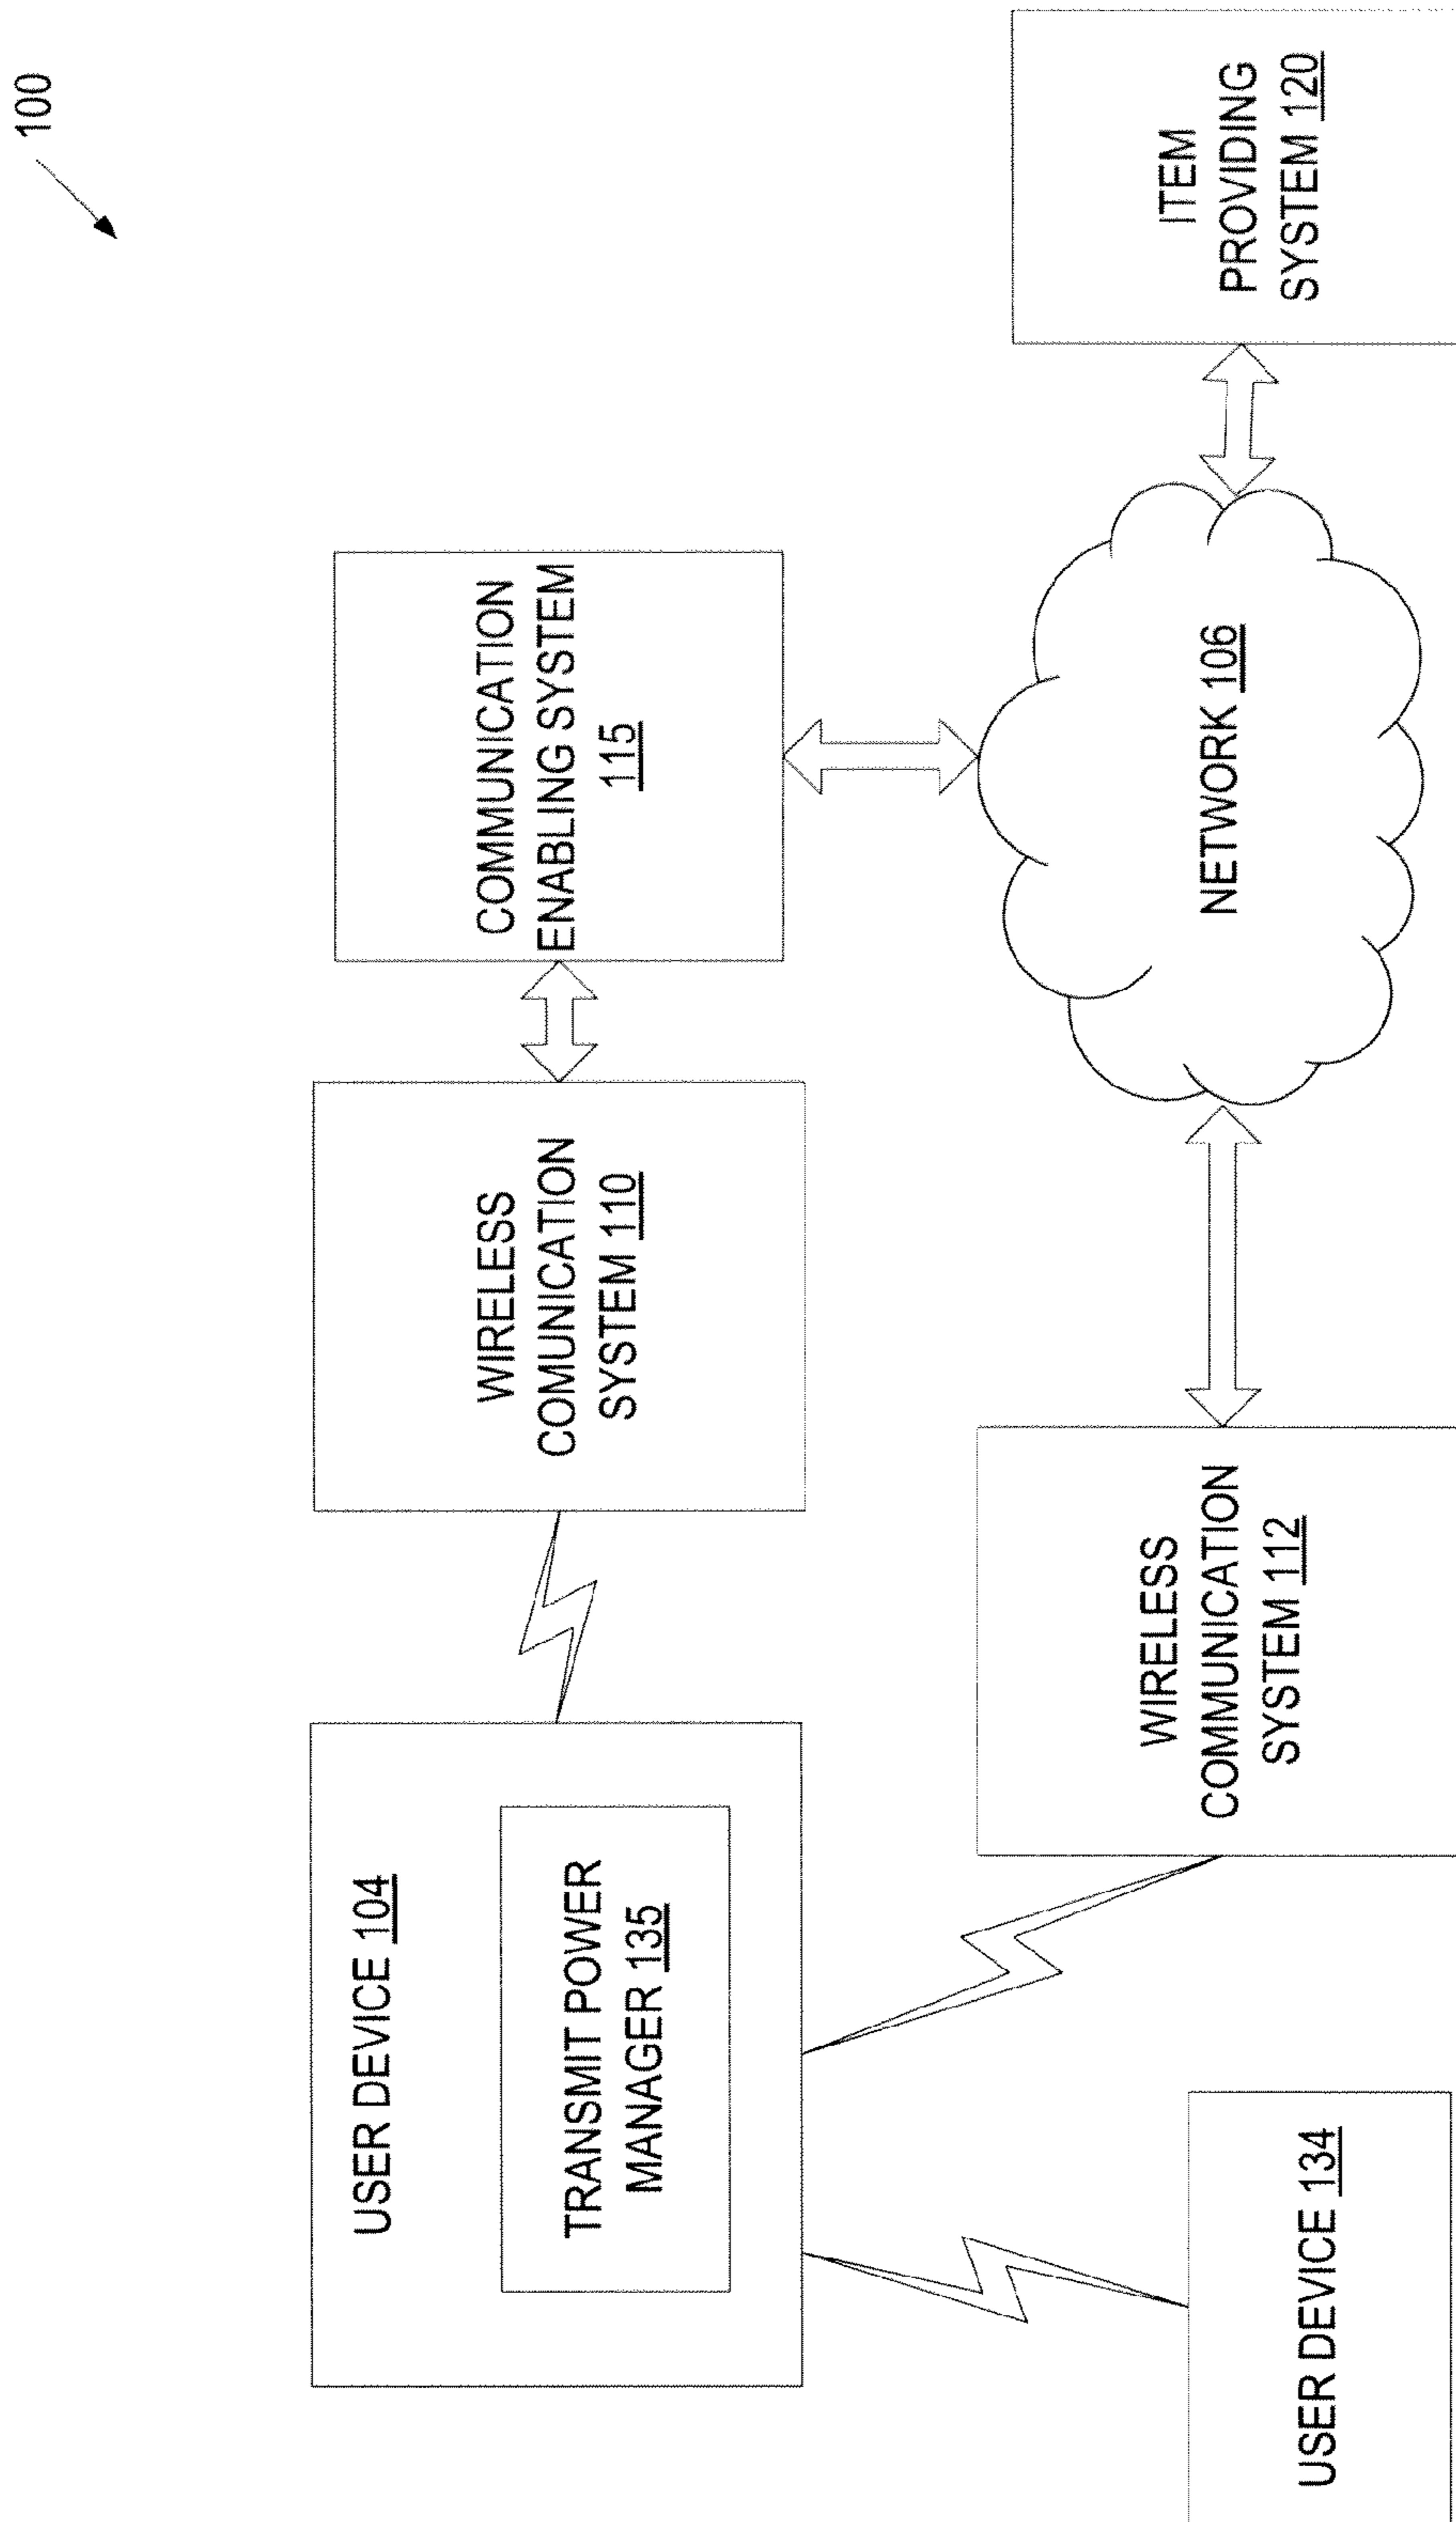 100
USER DEVICE 104
TRANSMIT POWER
MANAGER 135
WIRELESS
COMUNICATION
SYSTEM 110
COMMUNICATION
ENABLING SYSTEM
115
USER DEVICE 134
WIRELESS
COMMUNICATION
SYSTEM 112
NETWORK 106
ITEM
PROVIDING
SYSTEM 120